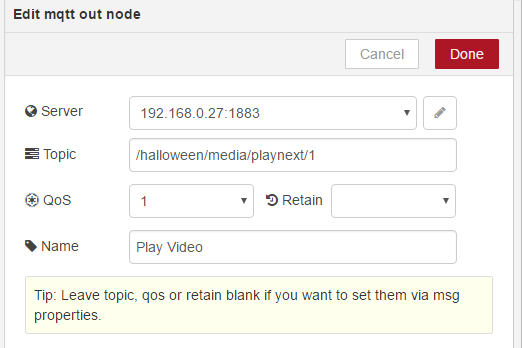 Edit mqtt out node
Cancel Done
Server 192.168.0.27:1883
Topic /halloween/media/playnext/1
QoS 1 Retain
Name Play Video
Tip: Leave topic, qos or retain blank if you want to set them via msg
properties.